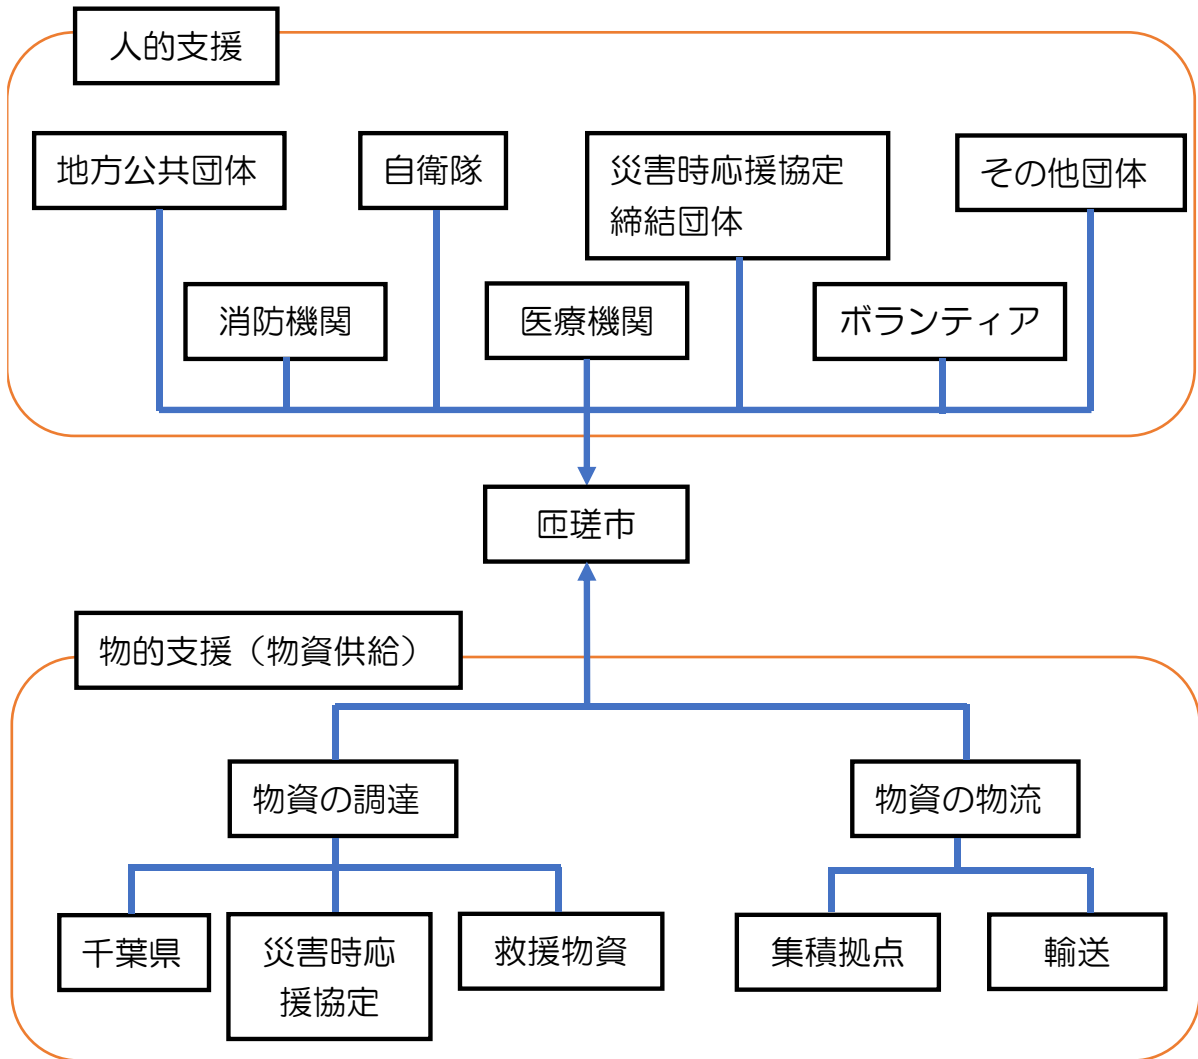 人的支援
地方公共団体
自衛隊
災害時応援協定
締結団体
その他団体
消防機関
医療機関
ボランティア
匝瑳市
物的支援（物資供給）
物資の調達
物資の物流
千葉県
災害時応
援協定
救援物資
集積拠点
輸送